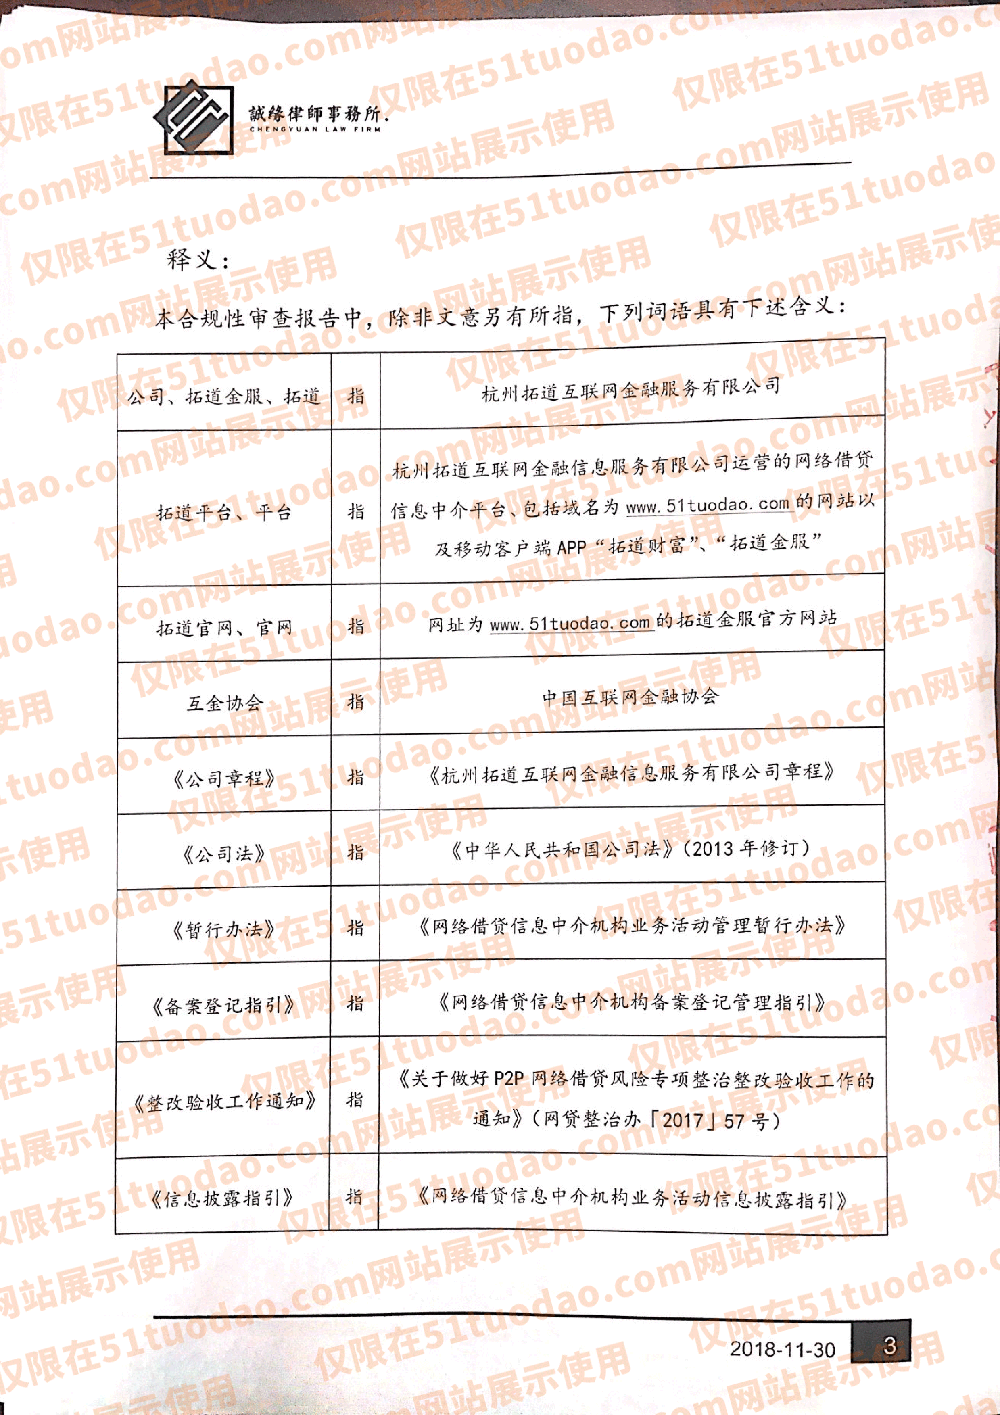 誠缘律師事務所.
CHENGYUAN LAW FIRM
释义：
本合规性审查报告中，除非文意另有所指，下列词语具有下述含义：
公司、拓道金服、拓道 指 杭州拓道互联网金融服务有限公司
杭州拓道互联网金融信息服务有限公司运营的网络借贷
拓道平台、平台 指 信息中介平台、包括域名为 www.51tuodao.com 的网站以
及移动客户端 APP“拓道财富”、“拓道金服”
拓道官网、官网 指 网址为 www.51tuodao.com 的拓道金服官方网站
互金协会 指 中国互联网金融协会
《公司章程》 指 《杭州拓道互联网金融信息服务有限公司章程》
《公司法》 指 《中华人民共和国公司法》（2013 年修订）
《暂行办法》 指 《网络借贷信息中介机构业务活动管理暂行办法》
《备案登记指引》 指 《网络借贷信息中介机构备案登记管理指引》
《关于做好 P2P 网络借贷风险专项整治整改验收工作的
《整改验收工作通知》 指 通知》（网贷整治办「2017」57 号）
《信息披露指引》 指 《网络借贷信息中介机构业务活动信息披露指引》
2018-11-30 3
仅限在51tuodao.com网站展示使用